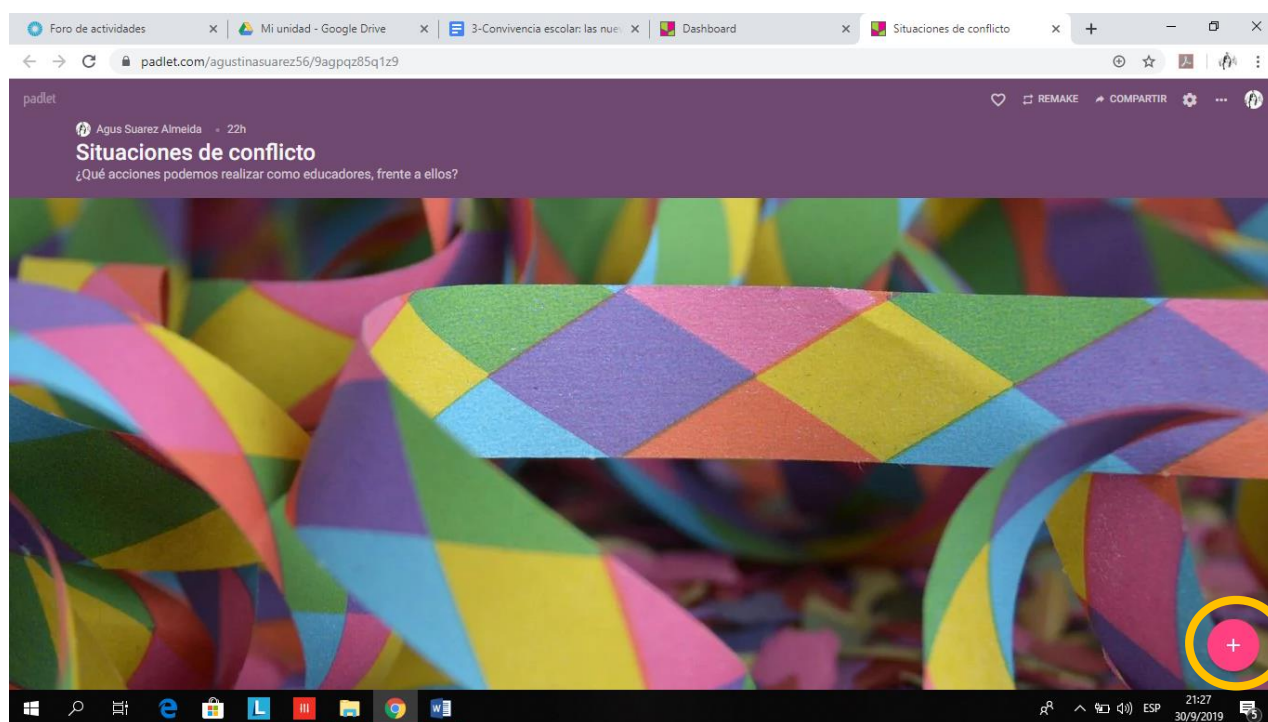 Foro de actividades
Mi unidad - Google Drive
3-Convivencia escolar: las nue
Dashboard
Situaciones de conflicto
padlet.com/agustinasuarez56/9agpqz85q1z9
padlet
REMAKE
COMPARTIR
Agus Suarez Almeida • 22h
Situaciones de conflicto
¿Qué acciones podemos realizar como educadores, frente a ellos?
ESP
21:27
30/9/2019
5